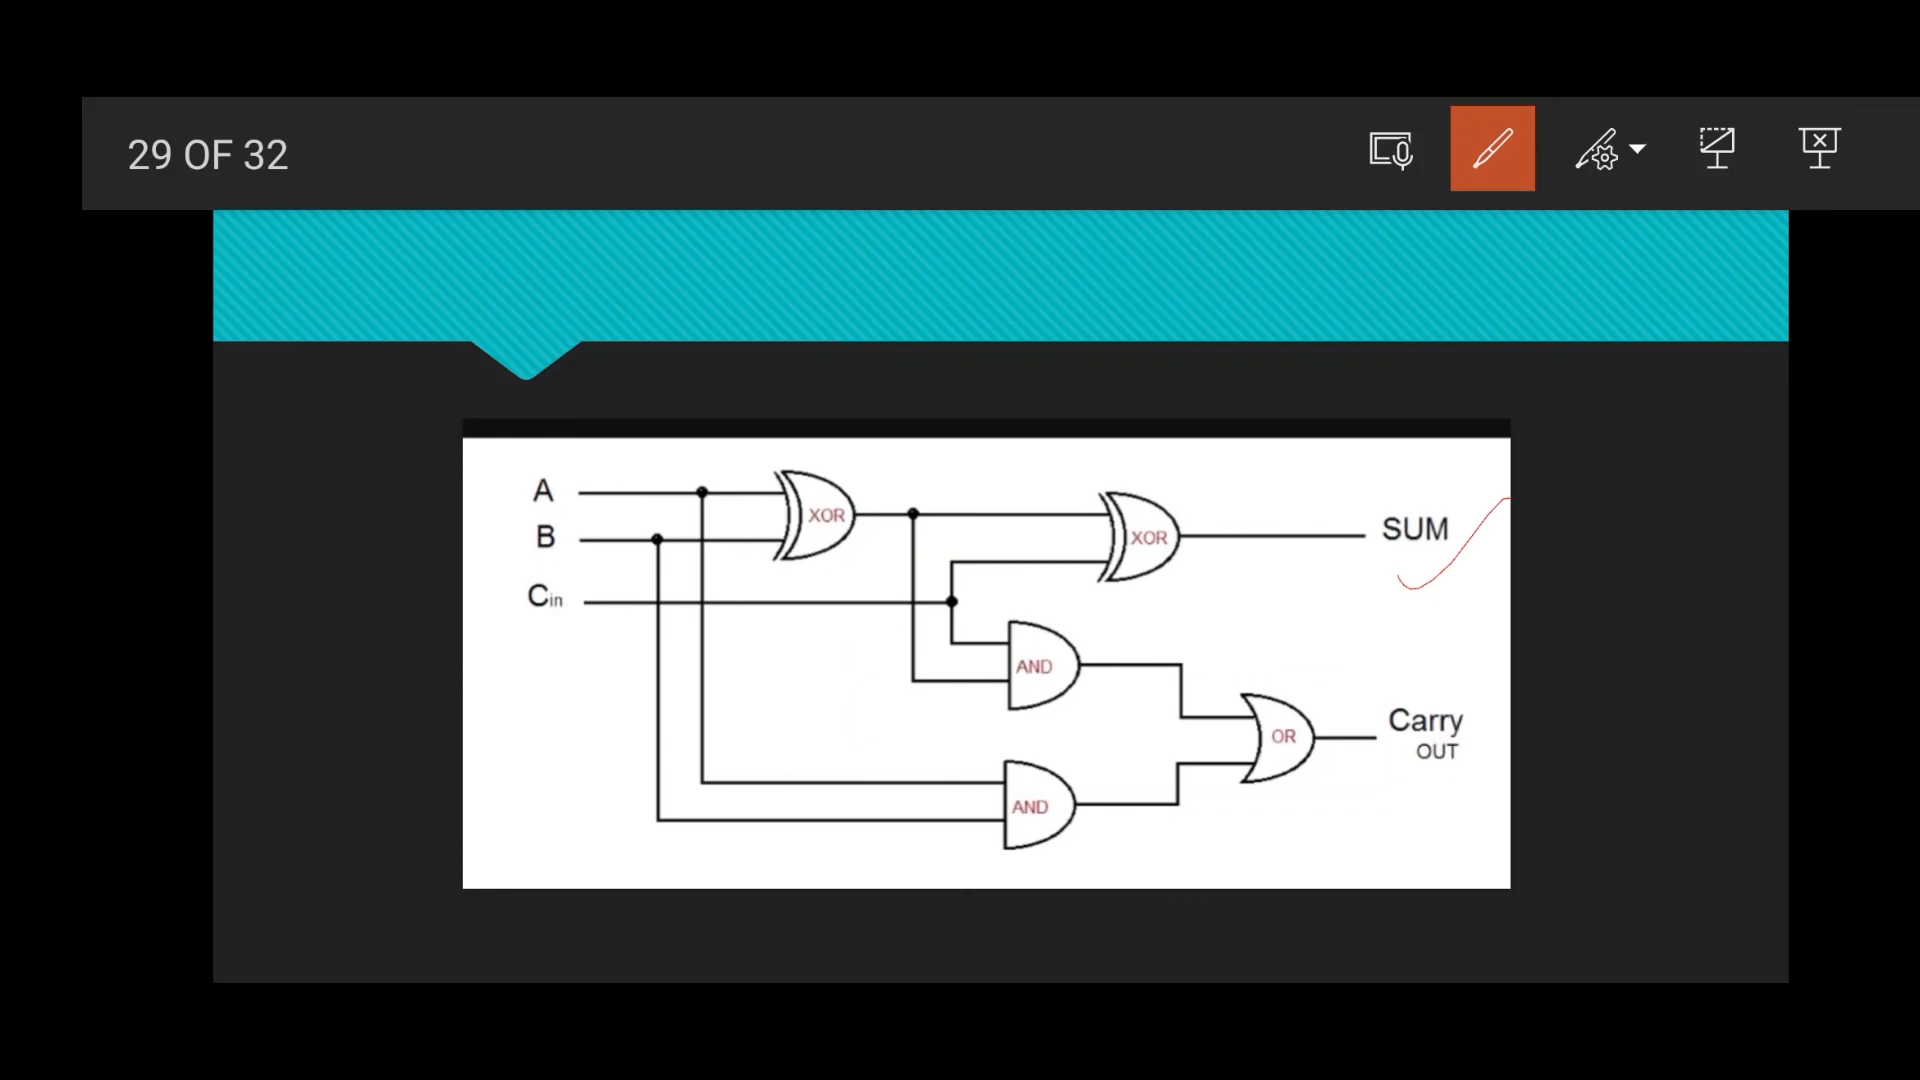 29 OF 32
A
XOR
SUM
B
XOR
Cin
AND
Carry
OUT
OR
AND